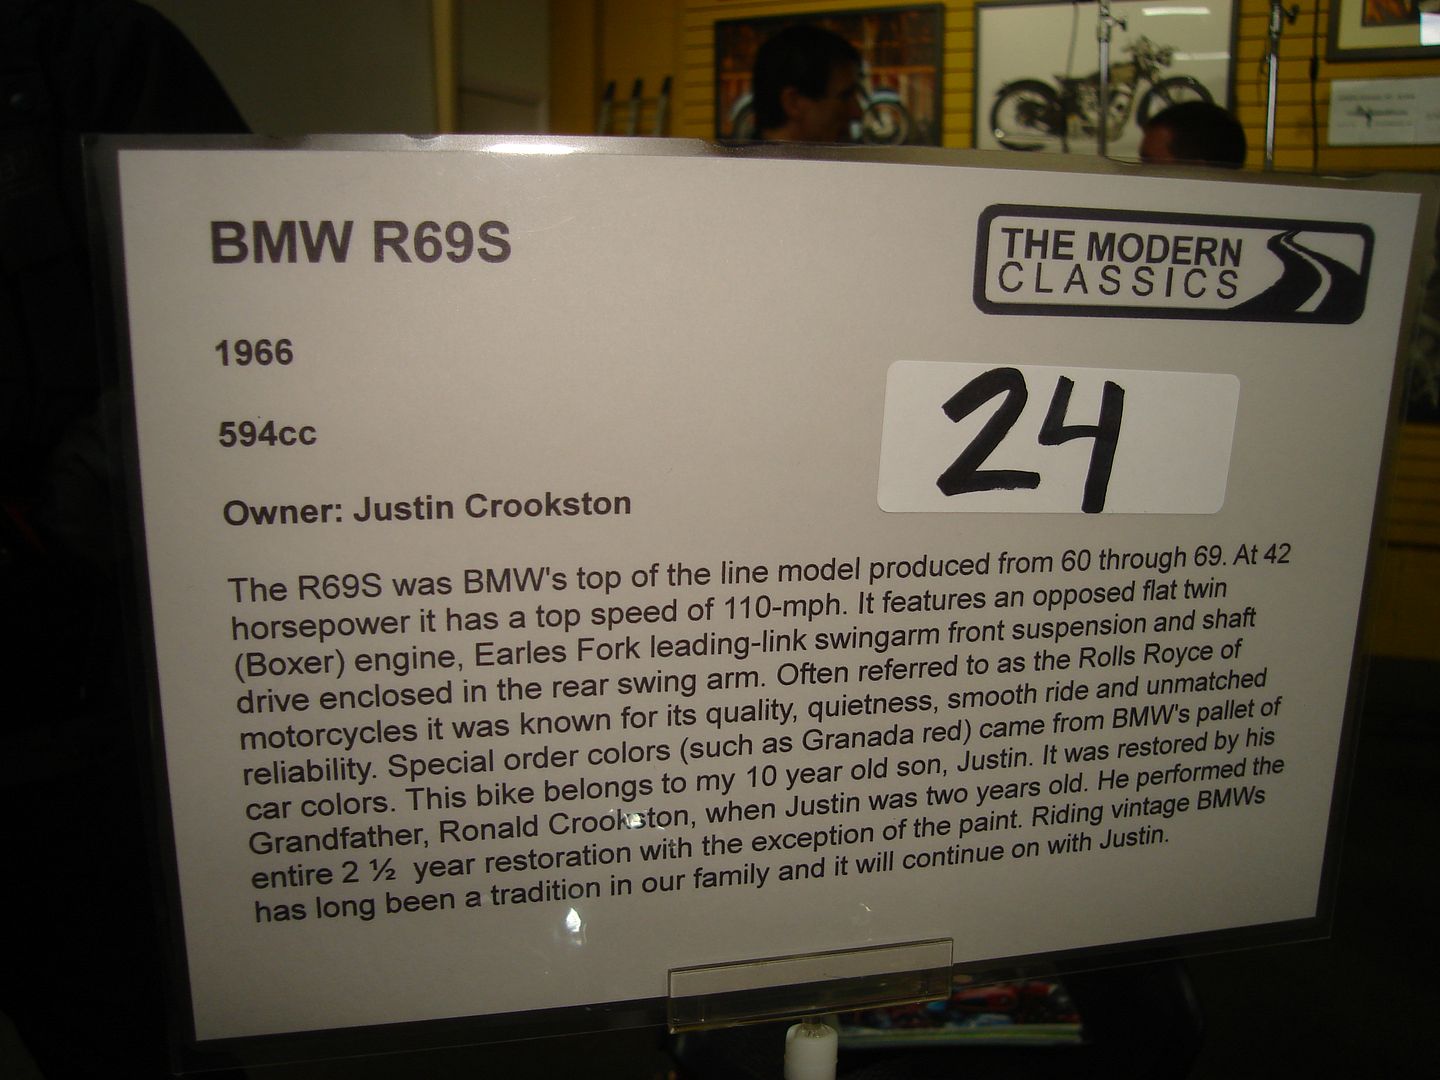 BMW R69S
THE MODERN
CLASSICS
1966
24
594cc
Owner: Justin Crookston
The R69S was BMW's top of the line model produced from 60 through 69. At 42
horsepower it has a top speed of 110-mph. It features an opposed flat twin
(Boxer) engine, Earles Fork leading-link swingarm front suspension and shaft
drive enclosed in the rear swing arm. Often referred to as the Rolls Royce of
motorcycles it was known for its quality, quietness, smooth ride and unmatched
reliability. Special order colors (such as Granada red) came from BMW's pallet of
car colors. This bike belongs to my 10 year old son, Justin. It was restored by his
Grandfather, Ronald Crookston, when Justin was two years old. He performed the
entire 2 ½ year restoration with the exception of the paint. Riding vintage BMWs
has long been a tradition in our family and it will continue on with Justin.